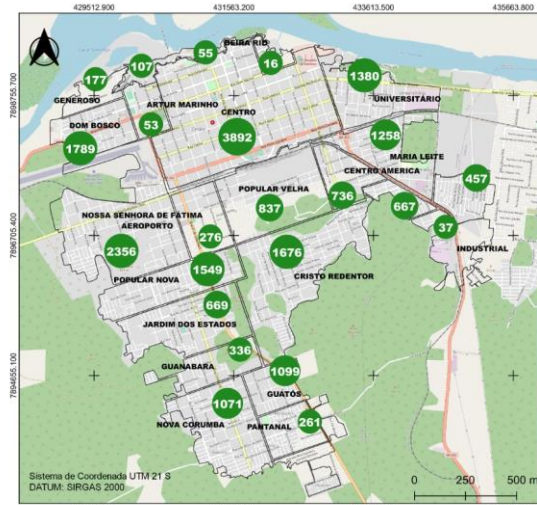 429512.900 431563.200 433613.500 435663.800
7898755.700
7896705.400
7894655.100
55
BEIRA RIO
107
16
177
1380
GENEROSO
ARTUR MARINHO
UNIVERSITÁRIO
CENTRO
DOM BOSCO
53
3892
1258
1789
MARIA LEITE
CENTRO AMERICA
457
POPULAR VELHA
736
837
667
NOSSA SENHORA DE FÁTIMA
AEROPORTO
276
37
2356
1676
INDUSTRIAL
1549
POPULAR NOVA
CRISTO REDENTOR
669
JARDIM DOS ESTADOS
336
GUANABARA
1099
GUATÓS
1071
261
NOVA CORUMBA
PANTANAL
Sistema de Coordenada UTM 21 S
DATUM: SIRGAS 2000
0 250 500 m